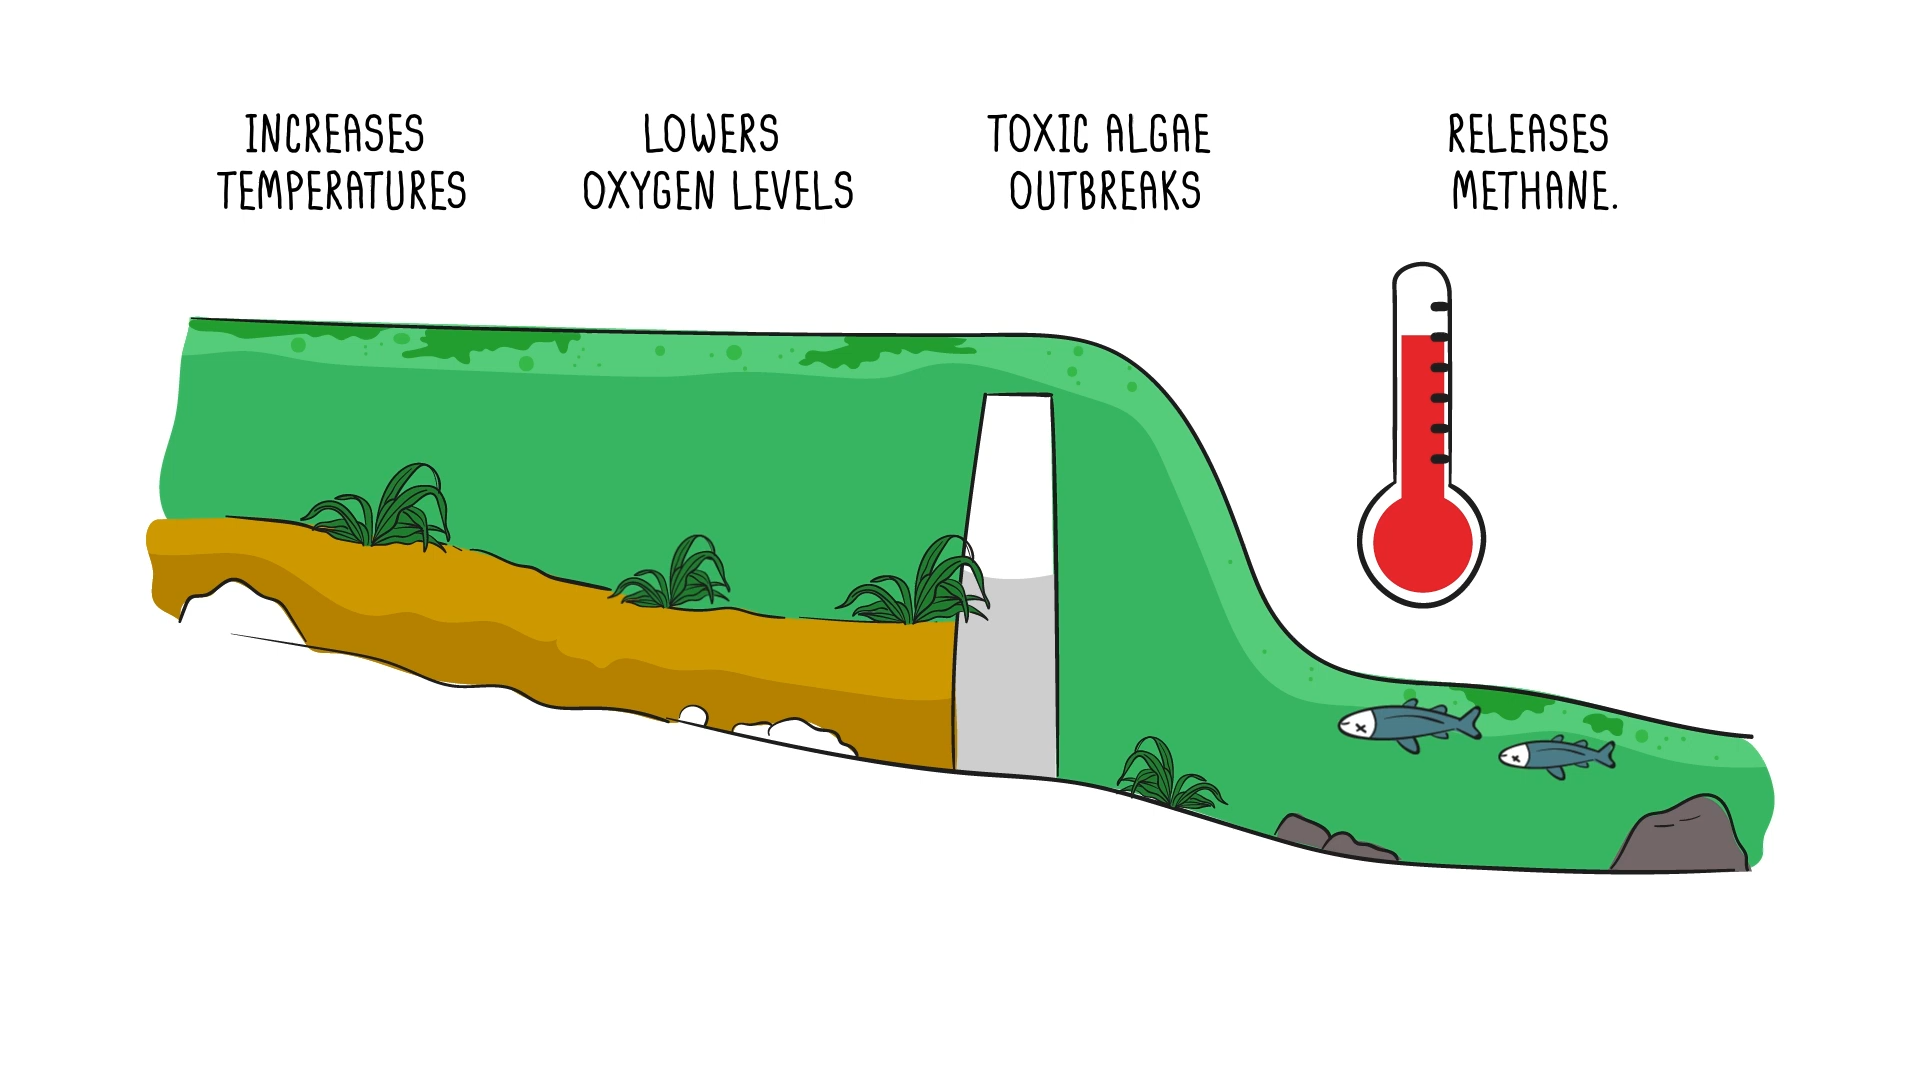 INCREASES
TEMPERATURES
LOWERS
OXYGEN LEVELS
TOXIC ALGAE
OUTBREAKS
RELEASES
METHANE.